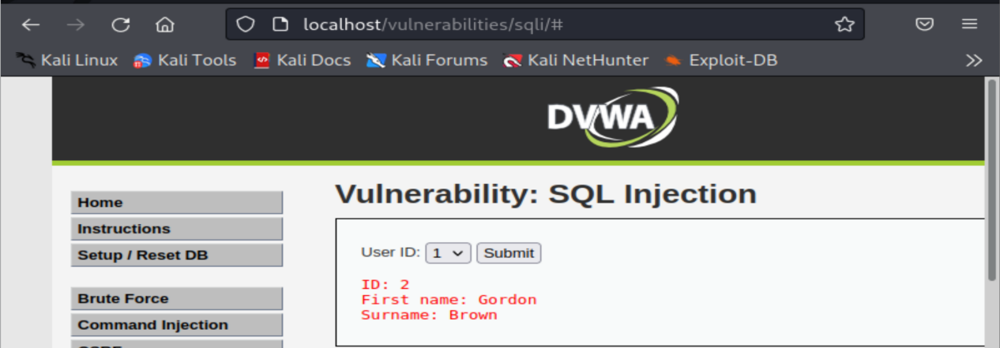 localhost/vulnerabilities/sqli/#
Kali Linux Kali Tools Kali Docs Kali Forums Kali NetHunter Exploit-DB
DVWA
Home
Instructions
Setup / Reset DB
Brute Force
Command Injection
Vulnerability: SQL Injection
User ID: 1 Submit
ID: 2
First name: Gordon
Surname: Brown